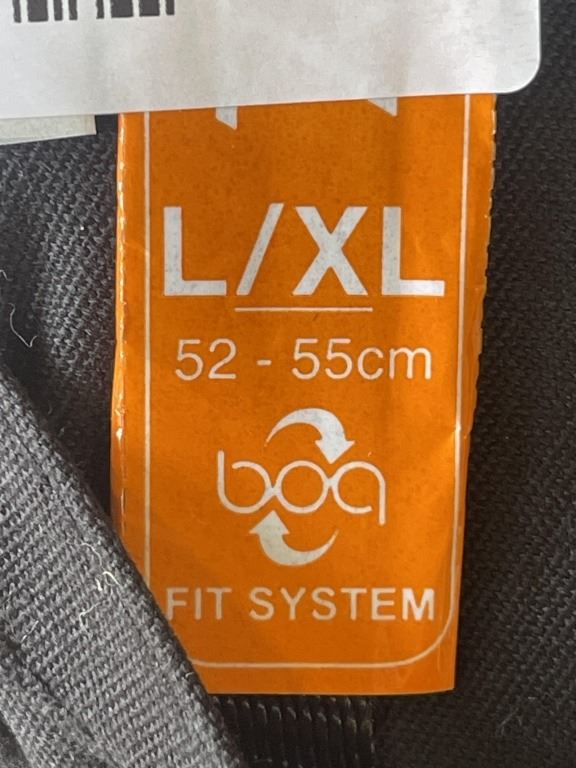 L/XL
52 - 55cm
boa
FIT SYSTEM